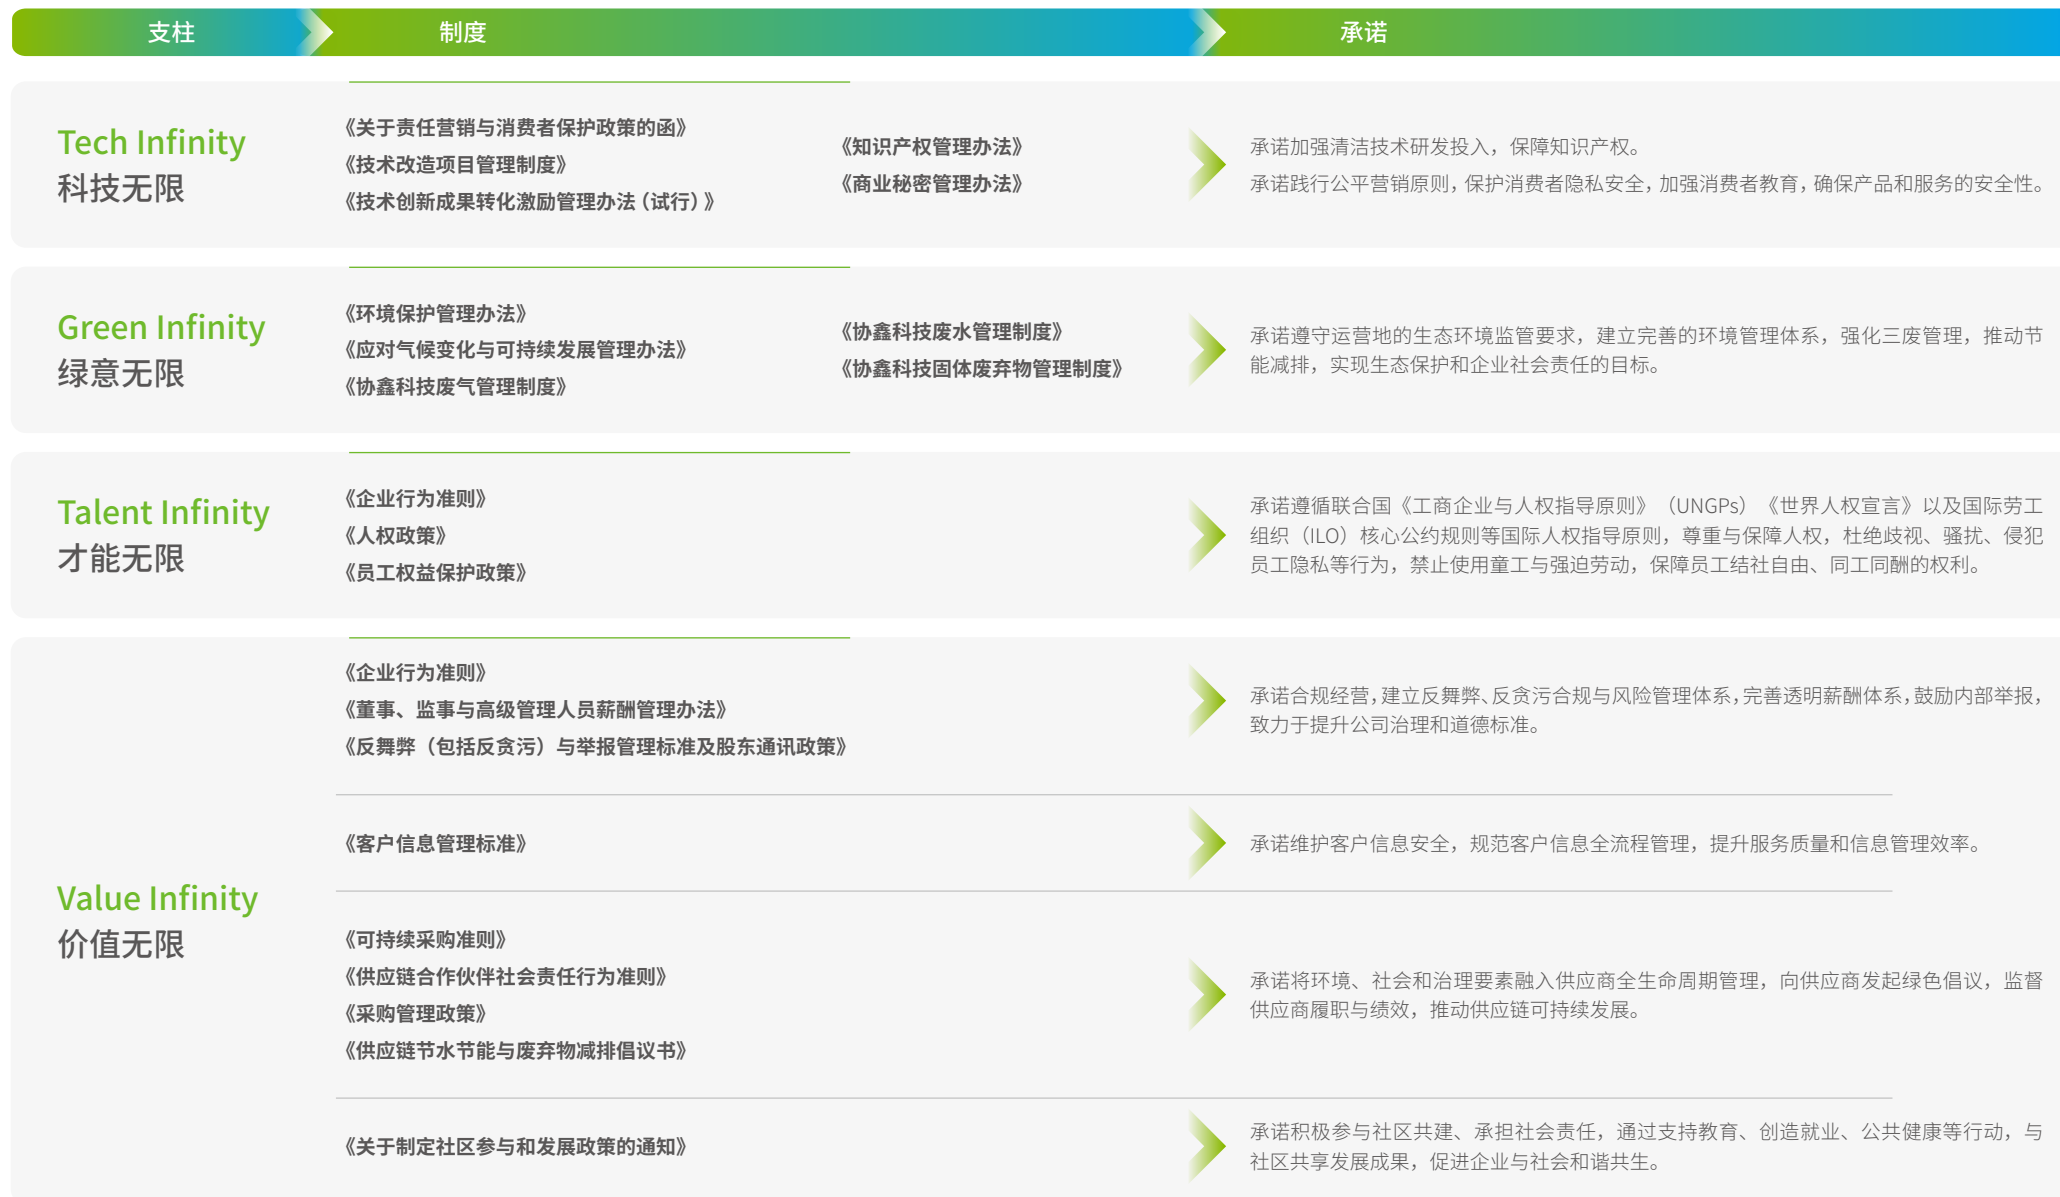 支柱
制度
承诺
Tech Infinity
科技无限
《关于责任营销与消费者保护政策的函》
《技术改造项目管理制度》
《技术创新成果转化激励管理办法（试行）》
《知识产权管理办法》
《商业秘密管理办法》
承诺加强清洁技术研发投入，保障知识产权。
承诺践行公平营销原则，保护消费者隐私安全，加强消费者教育，确保产品和服务的安全性。
Green Infinity
绿意无限
《环境保护管理办法》
《应对气候变化与可持续发展管理办法》
《协鑫科技废气管理制度》
《协鑫科技废水管理制度》
《协鑫科技固体废弃物管理制度》
承诺遵守运营地的生态环境监管要求，建立完善的环境管理体系，强化三废管理，推动节
能减排，实现生态保护和企业社会责任的目标。
Talent Infinity
才能无限
《企业行为准则》
《人权政策》
《员工权益保护政策》
承诺遵循联合国《工商企业与人权指导原则》（UNGPs）《世界人权宣言》以及国际劳工
组织（ILO）核心公约规则等国际人权指导原则，尊重与保障人权，杜绝歧视、骚扰、侵犯
员工隐私等行为，禁止使用童工与强迫劳动，保障员工结社自由、同工同酬的权利。
Value Infinity
价值无限
《企业行为准则》
《董事、监事与高级管理人员薪酬管理办法》
《反舞弊（包括反贪污）与举报管理标准及股东通讯政策》
承诺合规经营，建立反舞弊、反贪污合规与风险管理体系，完善透明薪酬体系，鼓励内部举报，
致力于提升公司治理和道德标准。
《客户信息管理标准》
承诺维护客户信息安全，规范客户信息全流程管理，提升服务质量和信息管理效率。
《可持续采购准则》
《供应链合作伙伴社会责任行为准则》
《采购管理政策》
《供应链节水节能与废弃物减排倡议书》
承诺将环境、社会和治理要素融入供应商全生命周期管理，向供应商发起绿色倡议，监督
供应商履职与绩效，推动供应链可持续发展。
《关于制定社区参与和发展政策的通知》
承诺积极参与社区共建、承担社会责任，通过支持教育、创造就业、公共健康等行动，与
社区共享发展成果，促进企业与社会和谐共生。